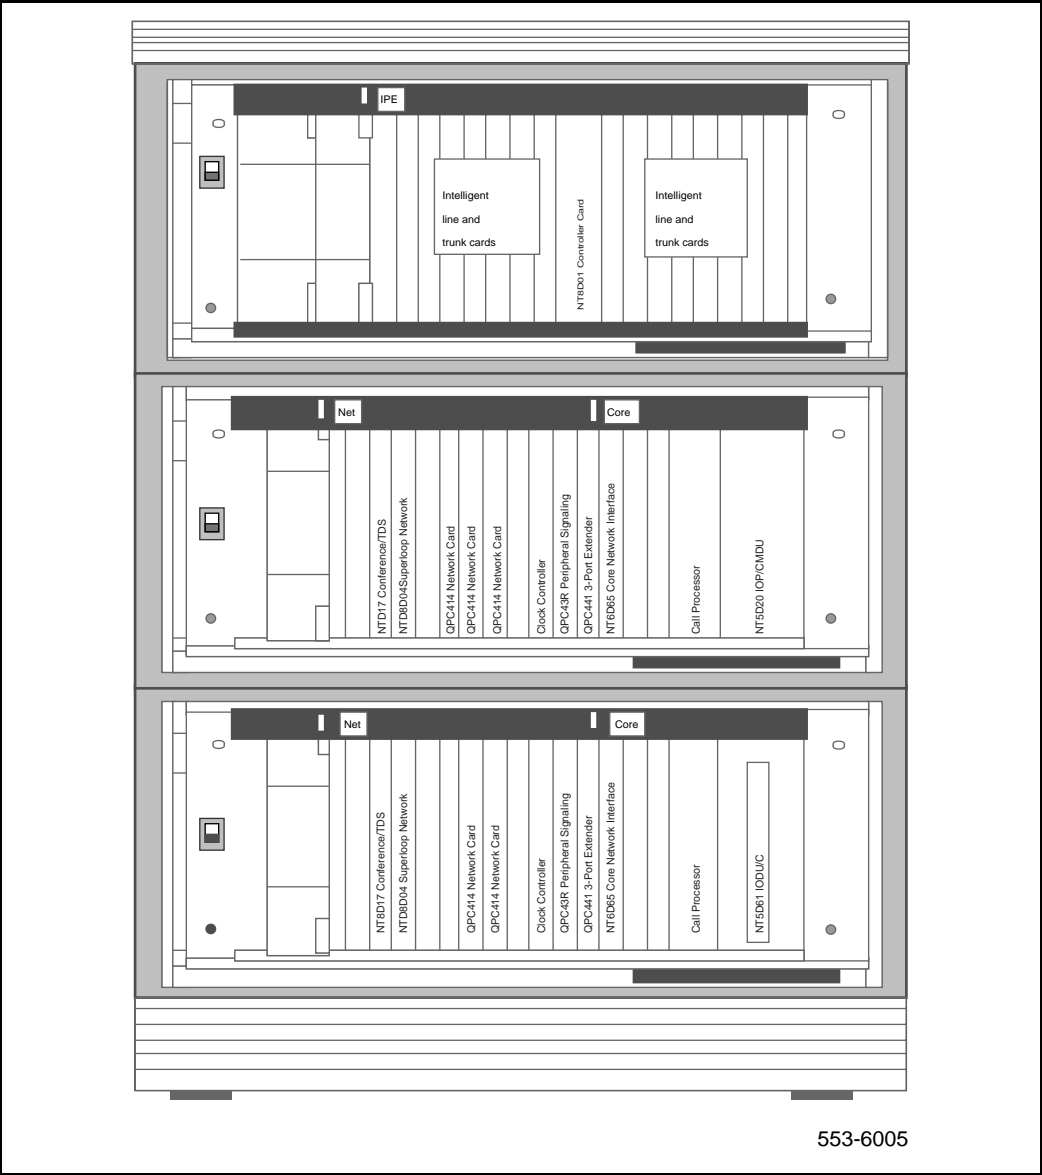 IPE
Intelligent
line and
trunk cards
NT8D01 Controller Card
Intelligent
line and
trunk cards
Net
Core
NTD17 Conference/TDS
NTD8D04Superloop Network
QPC414 Network Card
QPC414 Network Card
QPC414 Network Card
Clock Controller
QPC43R Peripheral Signaling
QPC441 3-Port Extender
NT6D65 Core Network Interface
Call Processor
NT5D20 IOP/CMDU
Net
Core
NT8D17 Conference/TDS
NTD8D04 Superloop Network
QPC414 Network Card
QPC414 Network Card
Clock Controller
QPC43R Peripheral Signaling
QPC441 3-Port Extender
NT6D65 Core Network Interface
Call Processor
NT5D61 IODU/C
553-6005